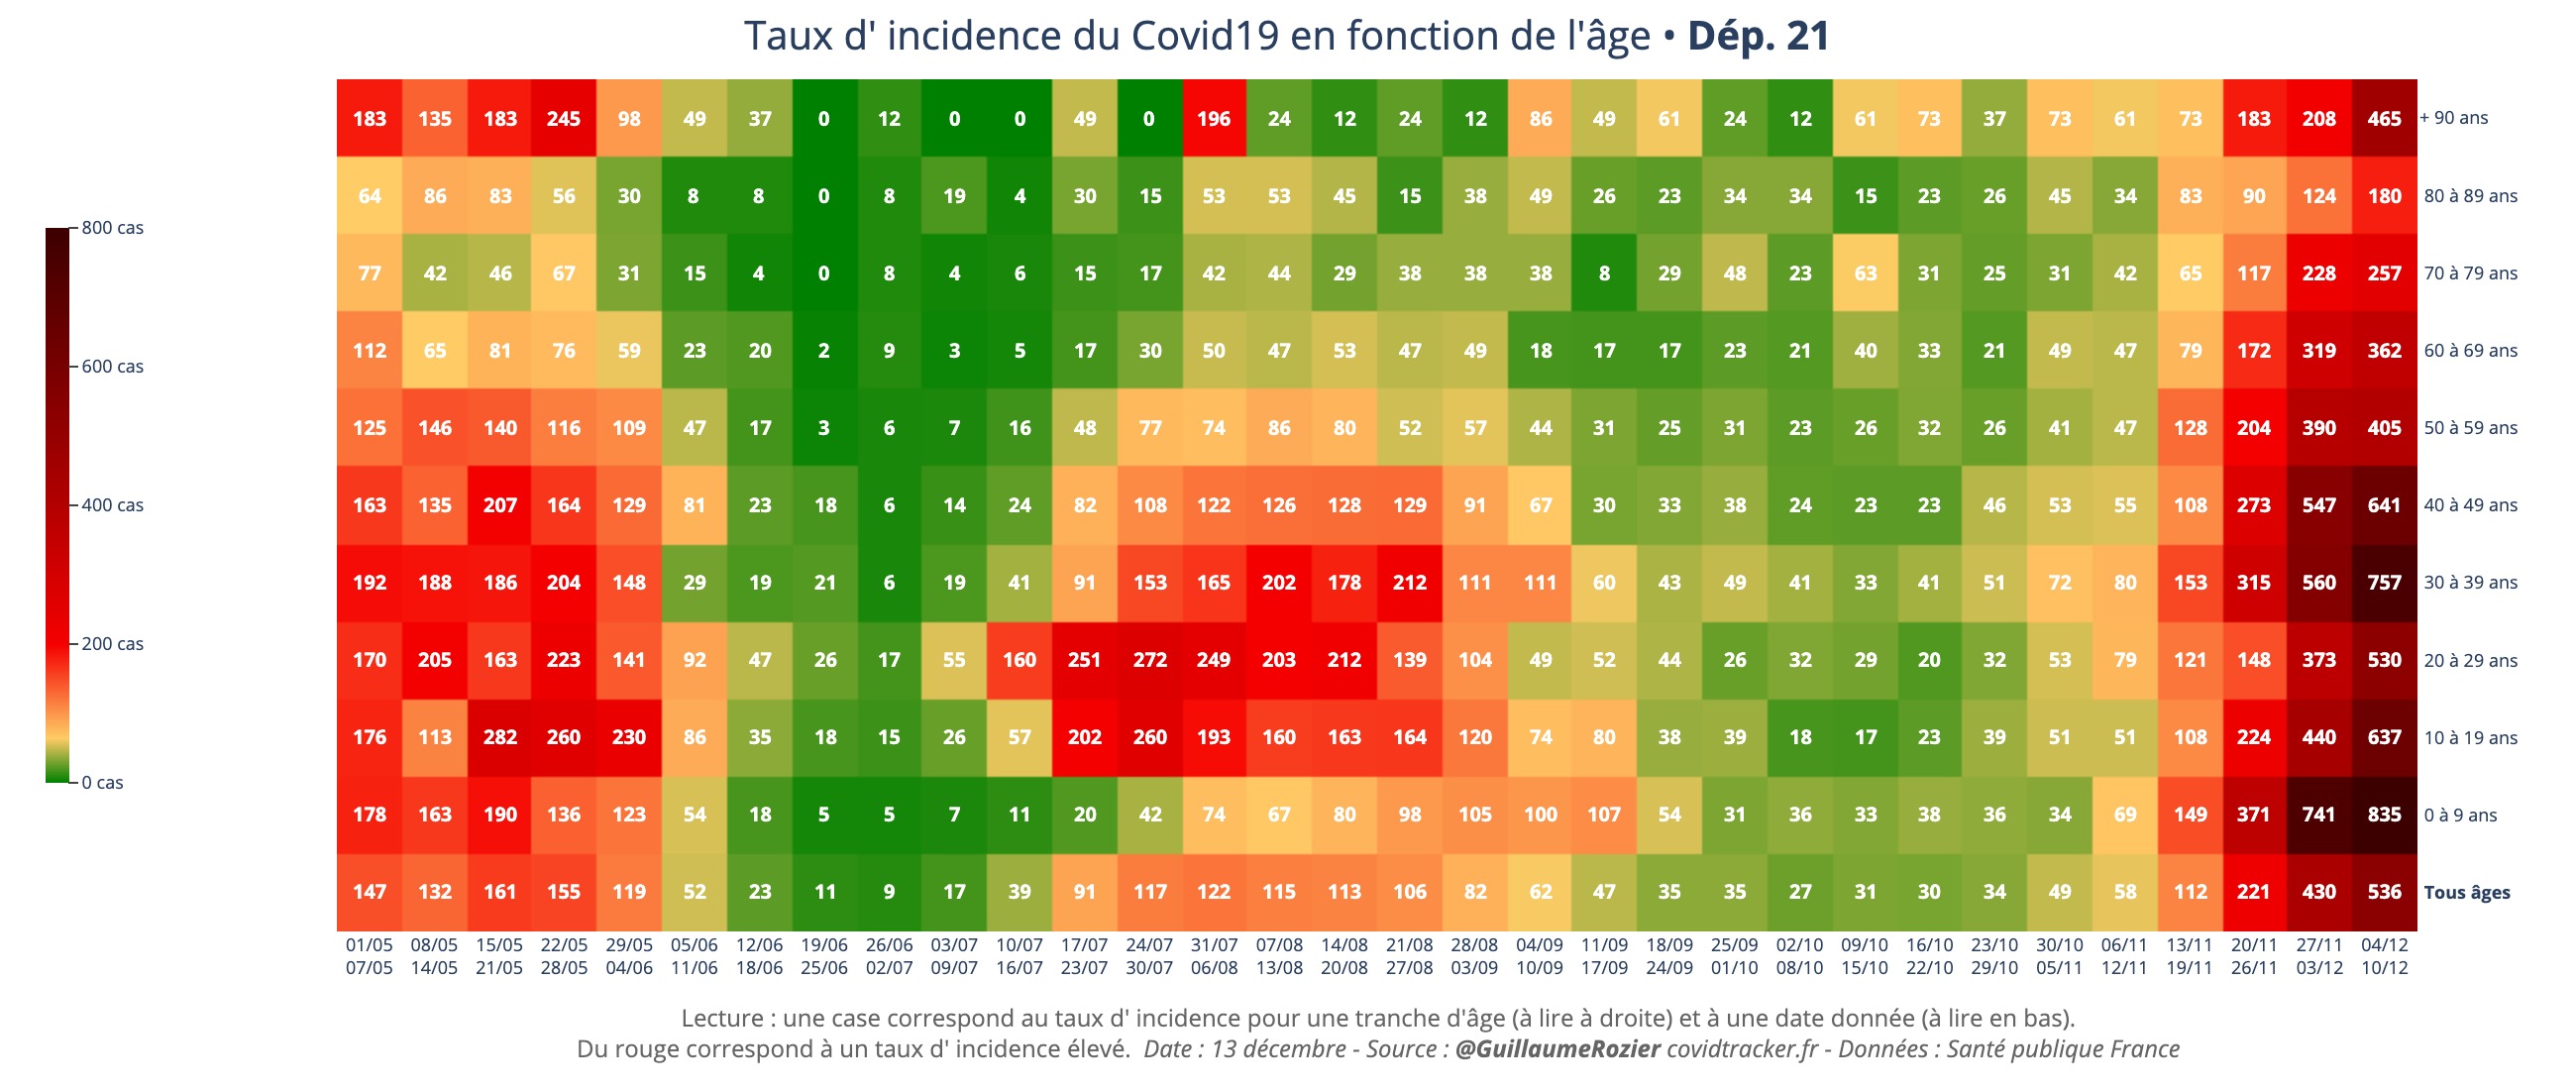 Taux d' incidence du Covid19 en fonction de l'âge • Dép. 21
800 cas
600 cas
400 cas
200 cas
0 cas
183 135 183 245 98 49 37 0 12 0 0 49 0 196 24 12 24 12 86 49 61 24 12 61 73 37 73 61 73 183 208 465 + 90 ans
64 86 83 56 30 8 8 0 8 19 4 30 15 53 53 45 15 38 49 26 23 34 34 15 23 26 45 34 83 90 124 180 80 à 89 ans
77 42 46 67 31 15 4 0 8 4 6 15 17 42 44 29 38 38 38 8 29 48 23 63 31 25 31 42 65 117 228 257 70 à 79 ans
112 65 81 76 59 23 20 2 9 3 5 17 30 50 47 53 47 49 18 17 17 23 21 40 33 21 49 47 79 172 319 362 60 à 69 ans
125 146 140 116 109 47 17 3 6 7 16 48 77 74 86 80 52 57 44 31 25 31 23 26 32 26 41 47 128 204 390 405 50 à 59 ans
163 135 207 164 129 81 23 18 6 14 24 82 108 122 126 128 129 91 67 30 33 38 24 23 23 46 53 55 108 273 547 641 40 à 49 ans
192 188 186 204 148 29 19 21 6 19 41 91 153 165 202 178 212 111 111 60 43 49 41 33 41 51 72 80 153 315 560 757 30 à 39 ans
170 205 163 223 141 92 47 26 17 55 160 251 272 249 203 212 139 104 49 52 44 26 32 29 20 32 53 79 121 148 373 530 20 à 29 ans
176 113 282 260 230 86 35 18 15 26 57 202 260 193 160 163 164 120 74 80 38 39 18 17 23 39 51 51 108 224 440 637 10 à 19 ans
178 163 190 136 123 54 18 5 5 7 11 20 42 74 67 80 98 105 100 107 54 31 36 33 38 36 34 69 149 371 741 835 0 à 9 ans
147 132 161 155 119 52 23 11 9 17 39 91 117 122 115 113 106 82 62 47 35 35 27 31 30 34 49 58 112 221 430 536 Tous âges
01/05 08/05 15/05 22/05 29/05 05/06 12/06 19/06 26/06 03/07 10/07 17/07 24/07 31/07 07/08 14/08 21/08 28/08 04/09 11/09 18/09 25/09 02/10 09/10 16/10 23/10 30/10 06/11 13/11 20/11 27/11 04/12
07/05 14/05 21/05 28/05 04/06 11/06 18/06 25/06 02/07 09/07 16/07 23/07 30/07 06/08 13/08 20/08 27/08 03/09 10/09 17/09 24/09 01/10 08/10 15/10 22/10 29/10 05/11 12/11 19/11 26/11 03/12 10/12
Lecture : une case correspond au taux d' incidence pour une tranche d'âge (à lire à droite) et à une date donnée (à lire en bas).
Du rouge correspond à un taux d' incidence élevé. Date : 13 décembre - Source : @GuillaumeRozier covidtracker.fr - Données : Santé publique France